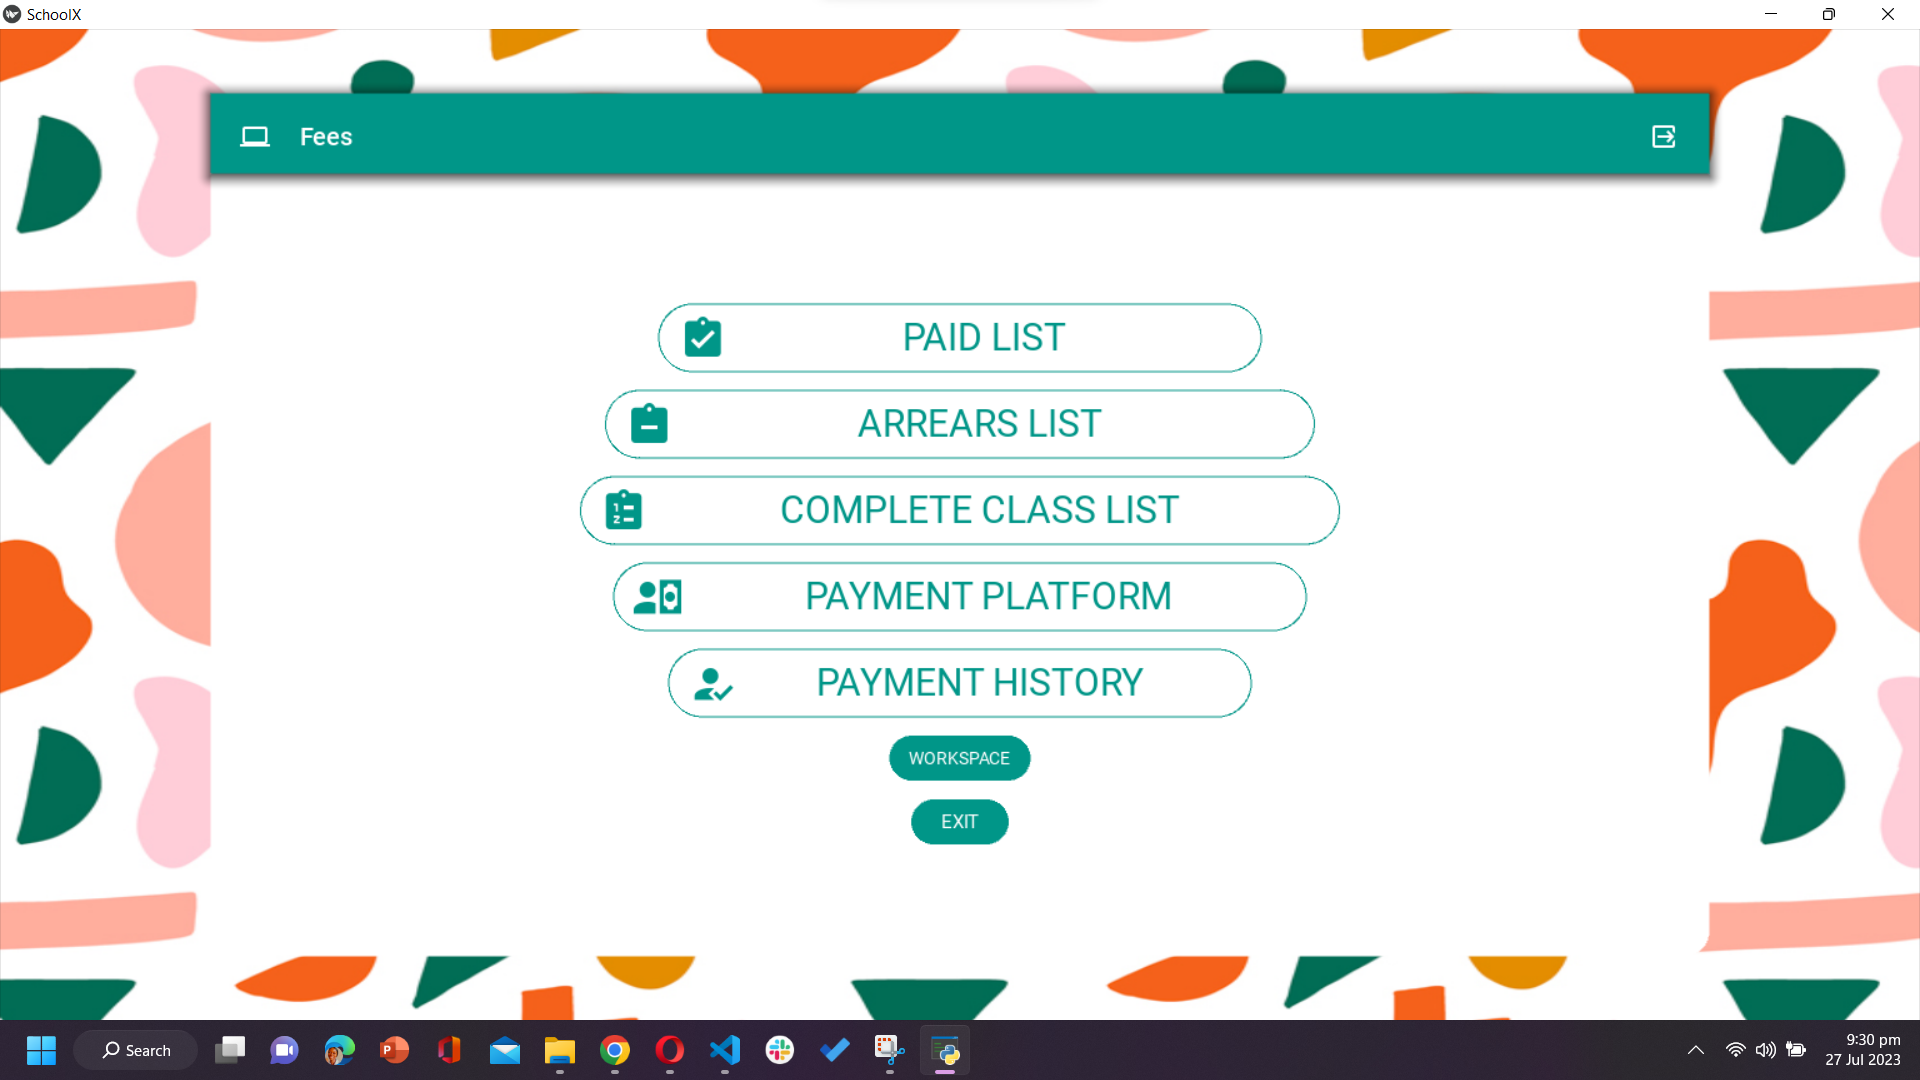 SchoolX
Fees
PAID LIST
ARREARS LIST
COMPLETE CLASS LIST
PAYMENT PLATFORM
PAYMENT HISTORY
WORKSPACE
EXIT
Search
9:30 pm
27 Jul 2023